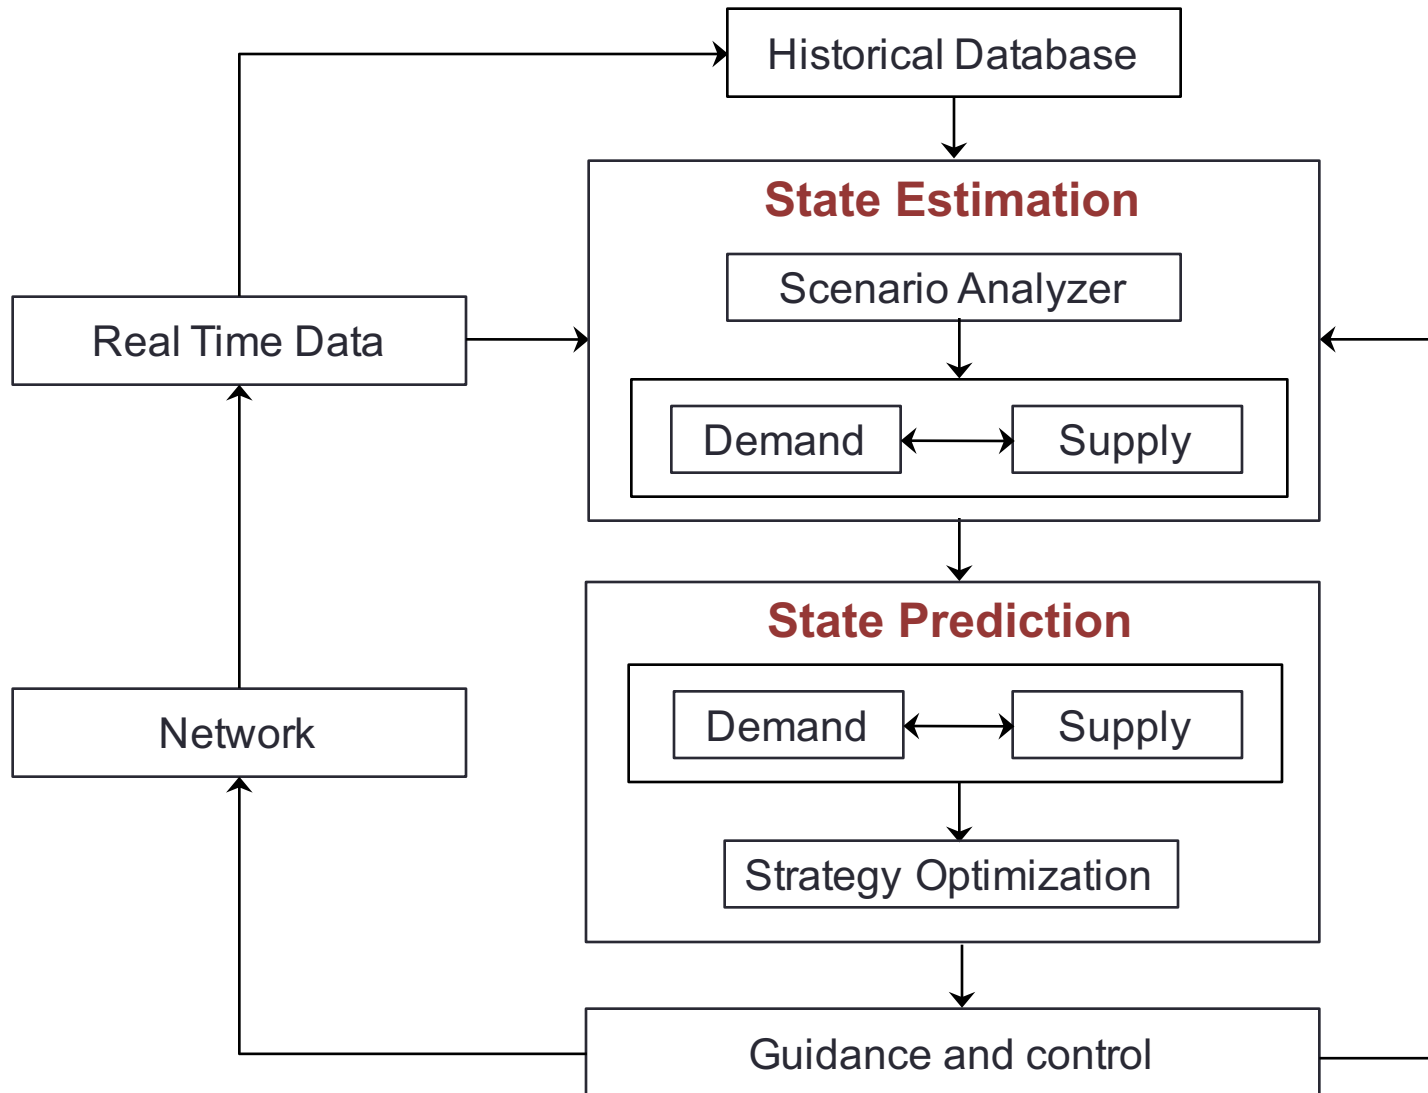 Historical Database
State Estimation
Scenario Analyzer
Real Time Data
Demand
Supply
State Prediction
Network
Demand
Supply
Strategy Optimization
Guidance and control